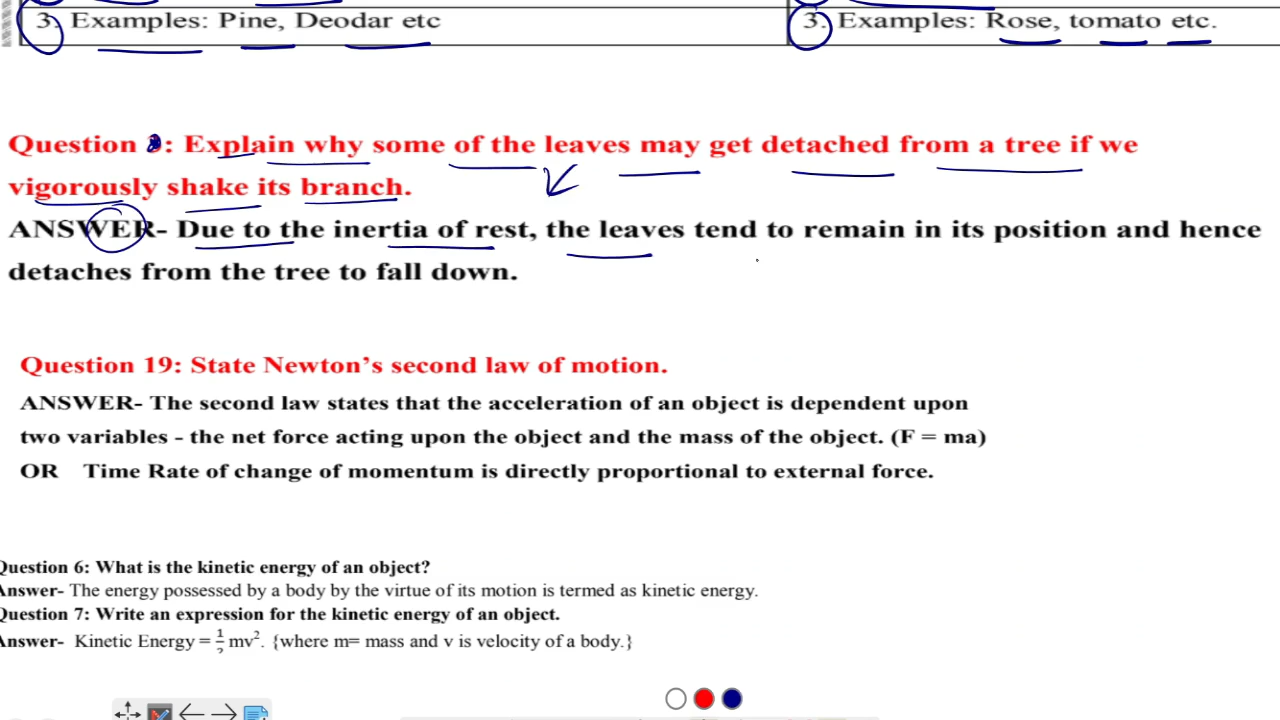 3. Examples: Pine, Deodar etc
3. Examples: Rose, tomato etc.
Question : Explain why some of the leaves may get detached from a tree if we
vigorously shake its branch.
ANSWER- Due to the inertia of rest, the leaves tend to remain in its position and hence
detaches from the tree to fall down.
Question 19: State Newton's second law of motion.
ANSWER- The second law states that the acceleration of an object is dependent upon
two variables - the net force acting upon the object and the mass of the object. (F = ma)
OR Time Rate of change of momentum is directly proportional to external force.
Question 6: What is the kinetic energy of an object?
Answer- The energy possessed by a body by the virtue of its motion is termed as kinetic energy.
Question 7: Write an expression for the kinetic energy of an object.
Answer- Kinetic Energy = ½ mv². {where m= mass and v is velocity of a body.}